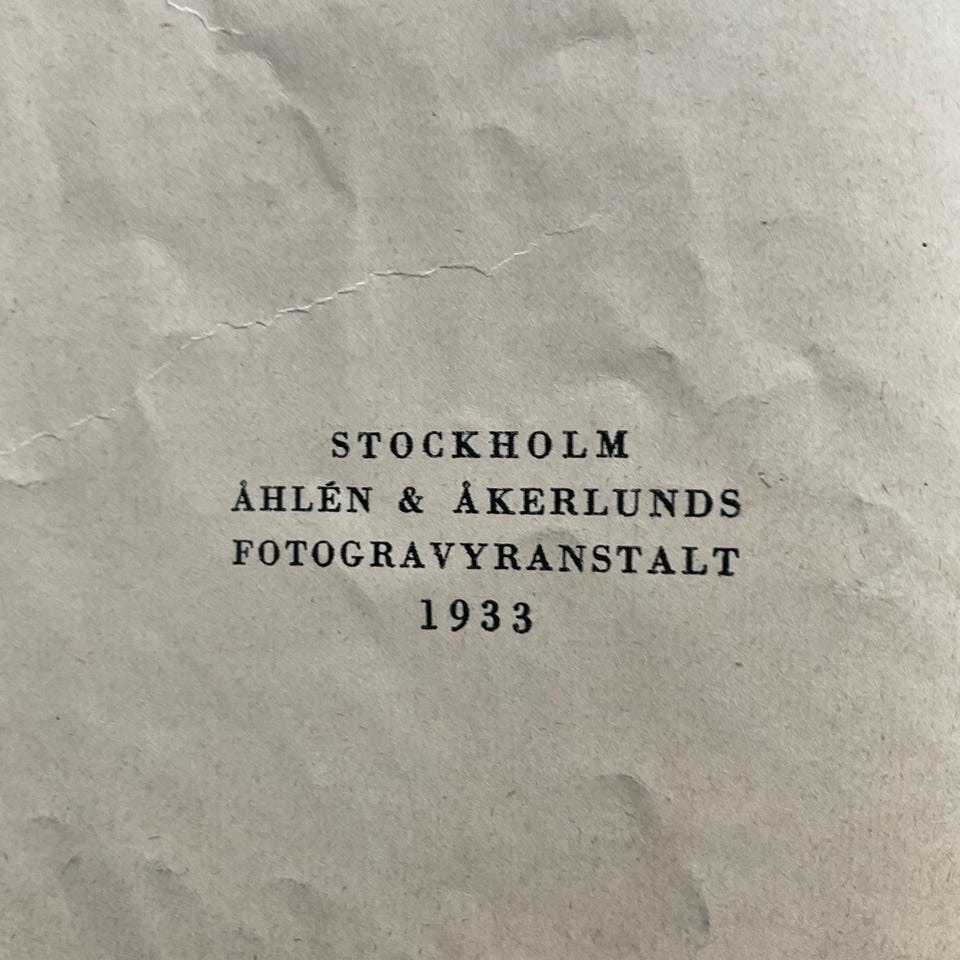 STOCKHOLM
ÅHLÉN & ÅKERLUNDS
FOTOGRAVYRANSTALT
1933